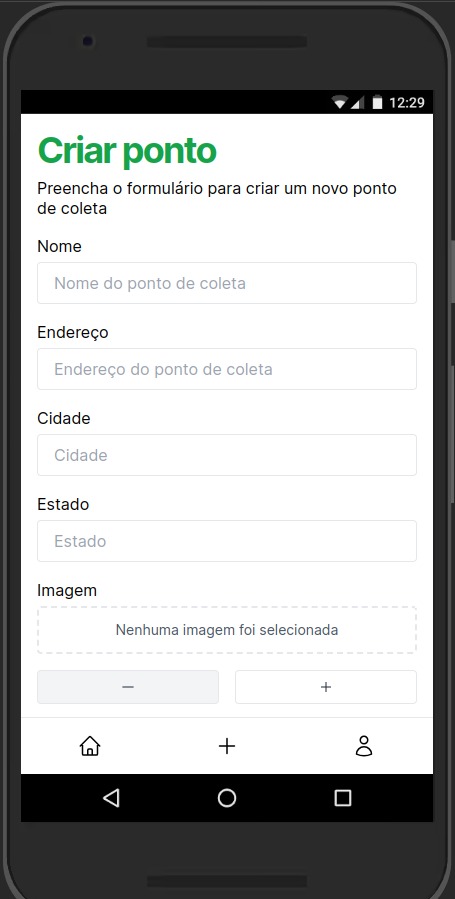 12:29
Criar ponto
Preencha o formulário para criar um novo ponto
de coleta
Nome
Nome do ponto de coleta
Endereço
Endereço do ponto de coleta
Cidade
Cidade
Estado
Estado
Imagem
Nenhuma imagem foi selecionada